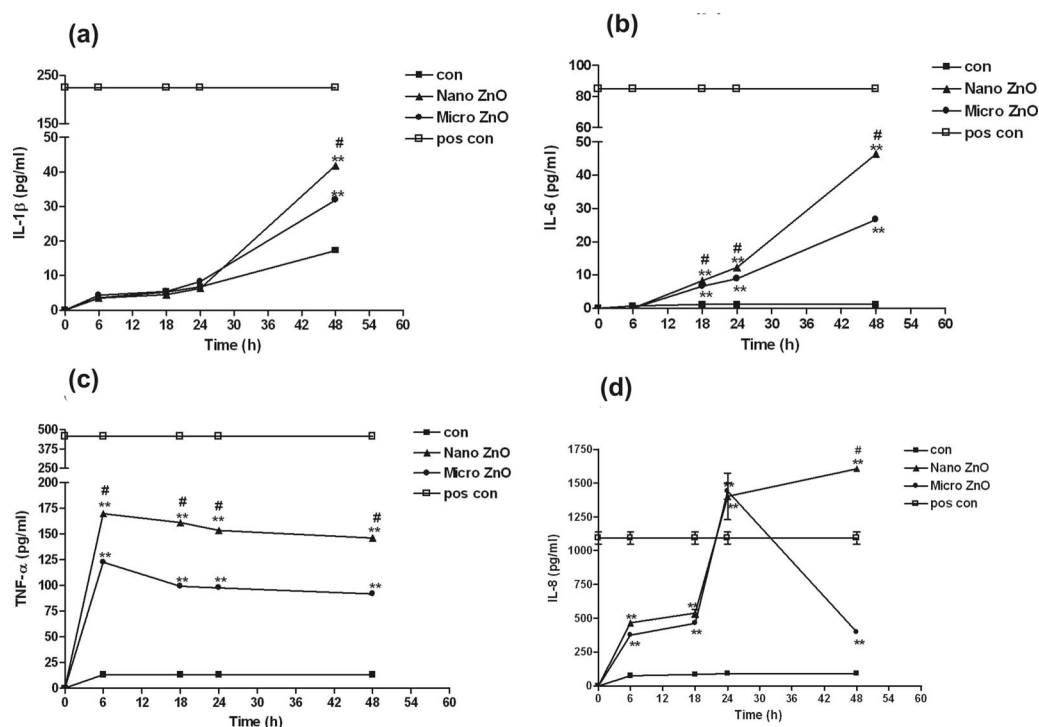 (a)
250
150
50
40
30
20
10
0
IL-1β (pg/ml)
con
Nano ZnO
Micro ZnO
pos con
#
**
**
0 6 12 18 24 30 36 42 48 54 60
Time (h)
(b)
100
80
60
50
40
30
20
10
0
IL-6 (pg/ml)
con
Nano ZnO
Micro ZnO
pos con
#
**
#
**
#
**
**
**
**
0 6 12 18 24 30 36 42 48 54 60
Time (h)
(c)
500
375
250
200
175
150
125
100
75
50
25
0
TNF-α (pg/ml)
con
Nano ZnO
Micro ZnO
pos con
# # # #
** ** ** **
** ** ** **
0 6 12 18 24 30 36 42 48 54 60
Time (h)
(d)
1750
1500
1250
1000
750
500
250
0
IL-8 (pg/ml)
con
Nano ZnO
Micro ZnO
pos con
#
** ** ** **
** ** ** **
0 6 12 18 24 30 36 42 48 54 60
Time (h)